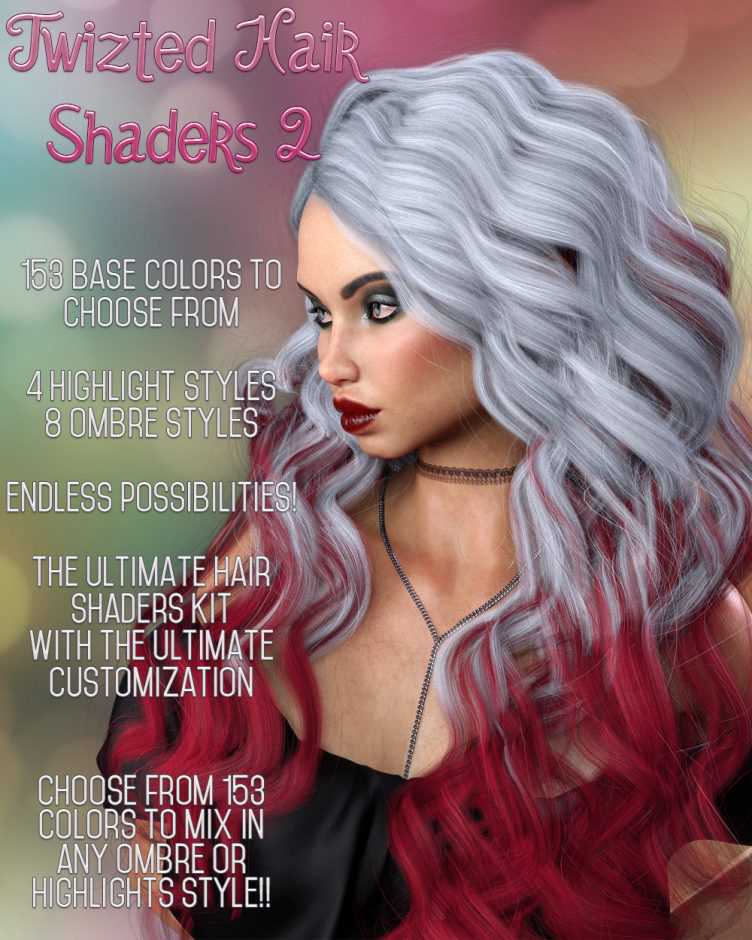 Twizted Hair
Shaders 2
153 BASE COLORS TO
CHOOSE FROM
4 HIGHLIGHT STYLES
8 OMBRE STYLES
ENDLESS POSSIBILITIES!
THE ULTIMATE HAIR
SHADERS KIT
WITH THE ULTIMATE
CUSTOMIZATION
CHOOSE FROM 153
COLORS TO MIX IN
ANY OMBRE OR
HIGHLIGHTS STYLE!!